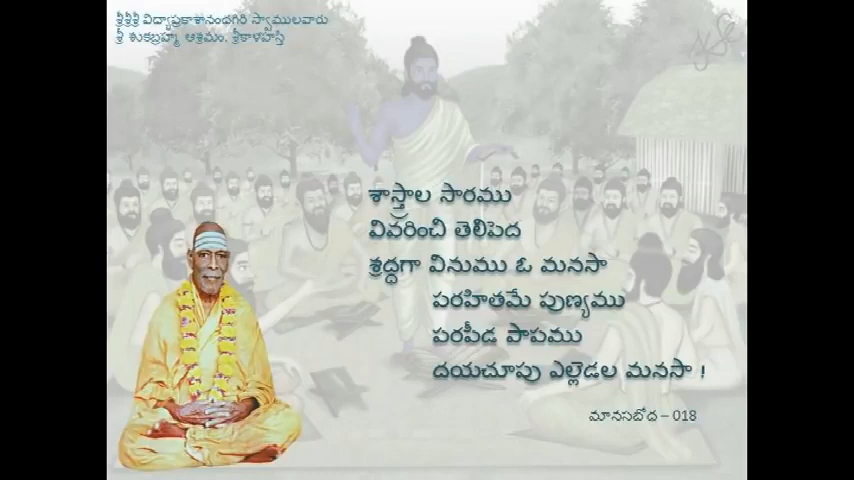 శ్రీశ్రీశ్రీ విద్యాప్రకాశానందగిరి స్వాములవారు
శ్రీ శుకబ్రహ్మ ఆశ్రమం, శ్రీకాళహస్తి
శాస్త్రాల సారము
వివరించి తెలిపెద
శ్రద్ధగా వినుము ఓ మనసా
పరహితమే పుణ్యము
పరపీడ పాపము
దయచూపు ఎల్లెడల మనసా !
మానసబోధ – 018